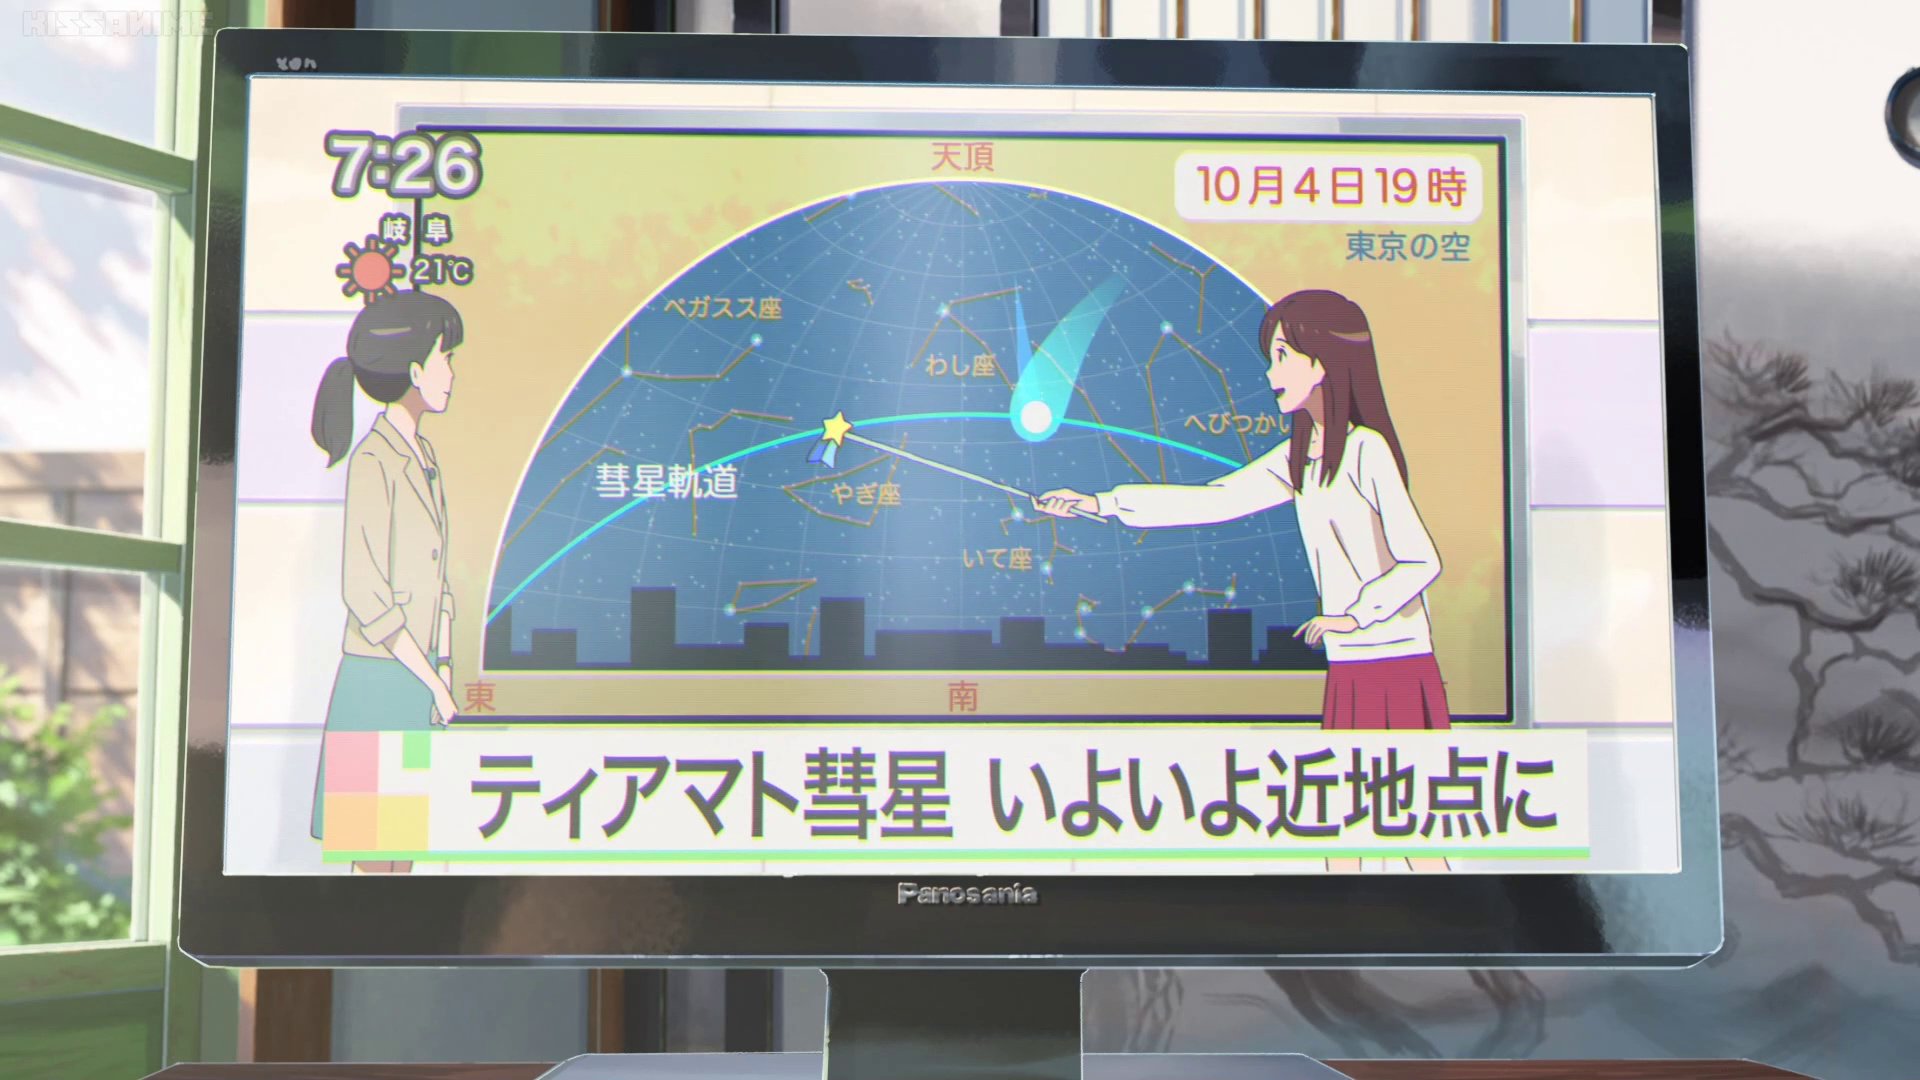 KISSANIME
7:26
岐阜
21℃
天頂
10月4日19時
東京の空
ペガスス座
わし座
へびつかい
彗星軌道
やぎ座
いて座
東
南
ティアマト彗星 いよいよ近地点に
Panosania